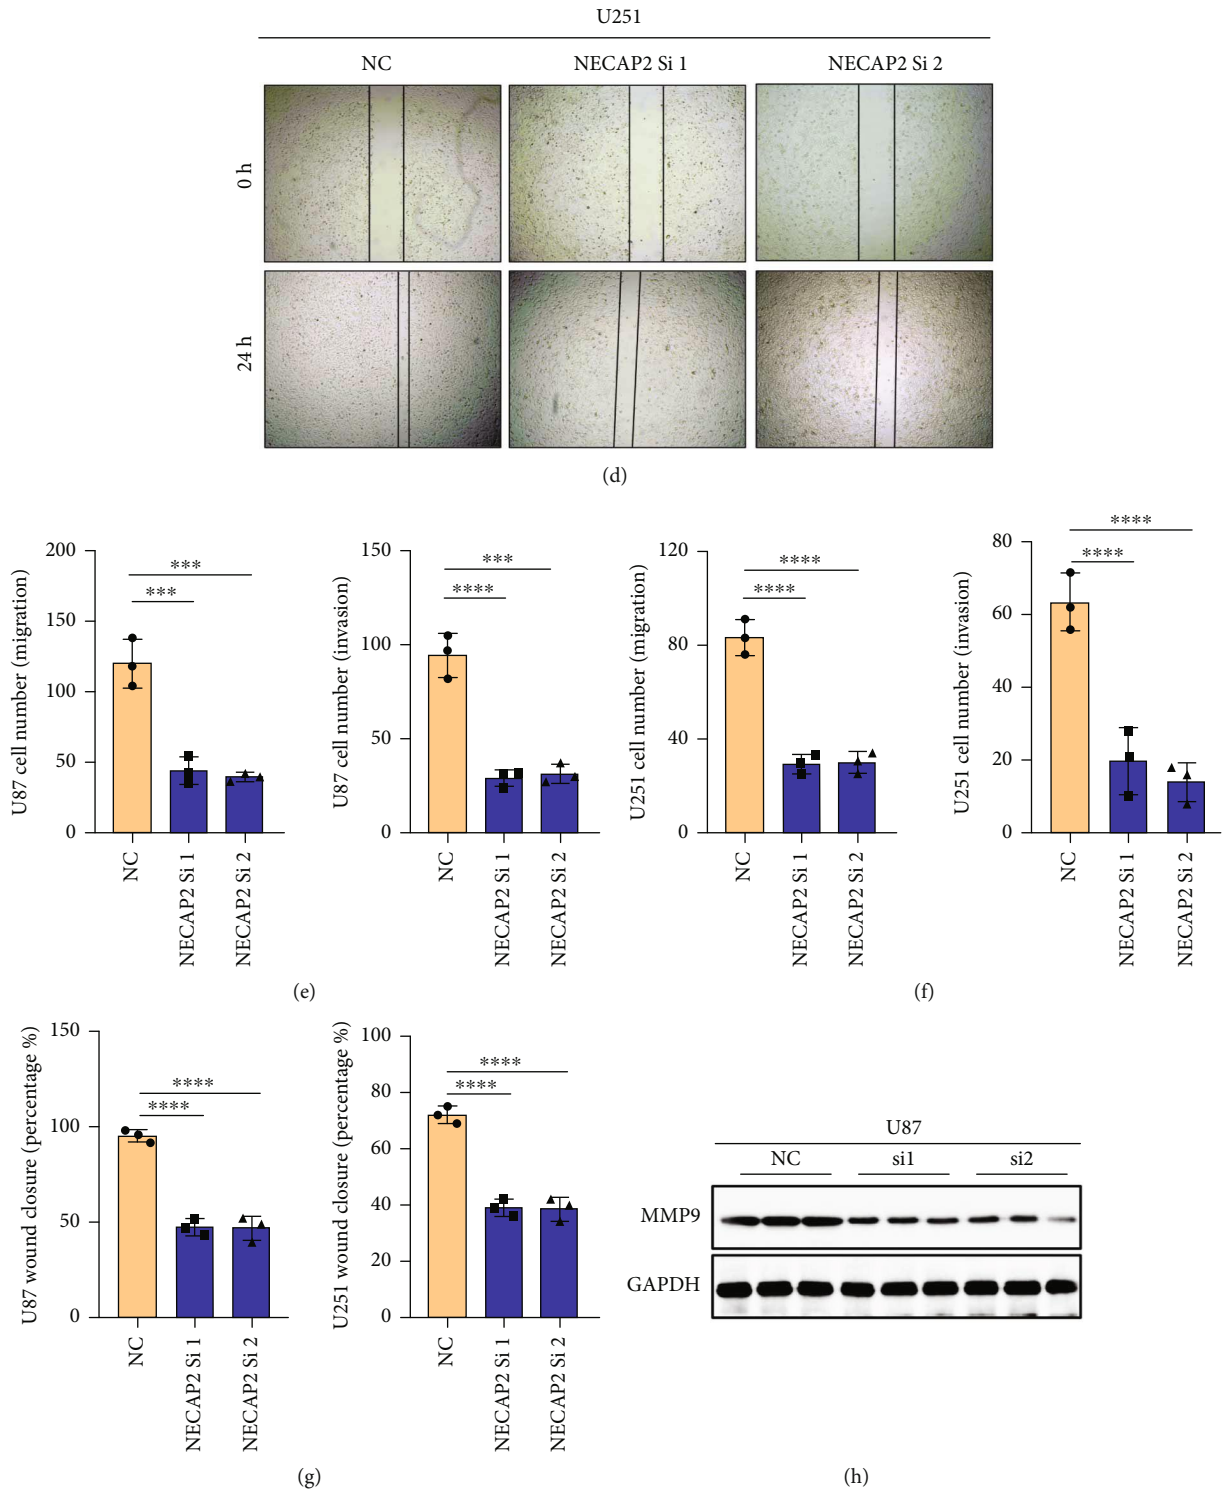 U251
NC NECAP2 Si 1 NECAP2 Si 2
0 h
24 h
(d)
U87 cell number (migration)
200
150
100
50
0
***
***
NC
NECAP2 Si 1
NECAP2 Si 2
U87 cell number (invasion)
150
100
50
0
***
****
NC
NECAP2 Si 1
NECAP2 Si 2
(e)
U251 cell number (migration)
120
80
40
0
****
****
NC
NECAP2 Si 1
NECAP2 Si 2
U251 cell number (invasion)
80
60
40
20
0
****
****
NC
NECAP2 Si 1
NECAP2 Si 2
(f)
U87 wound closure (percentage %)
150
100
50
0
****
****
NC
NECAP2 Si 1
NECAP2 Si 2
U251 wound closure (percentage %)
100
80
60
40
20
0
****
****
NC
NECAP2 Si 1
NECAP2 Si 2
(g)
U87
NC si1 si2
MMP9
GAPDH
(h)